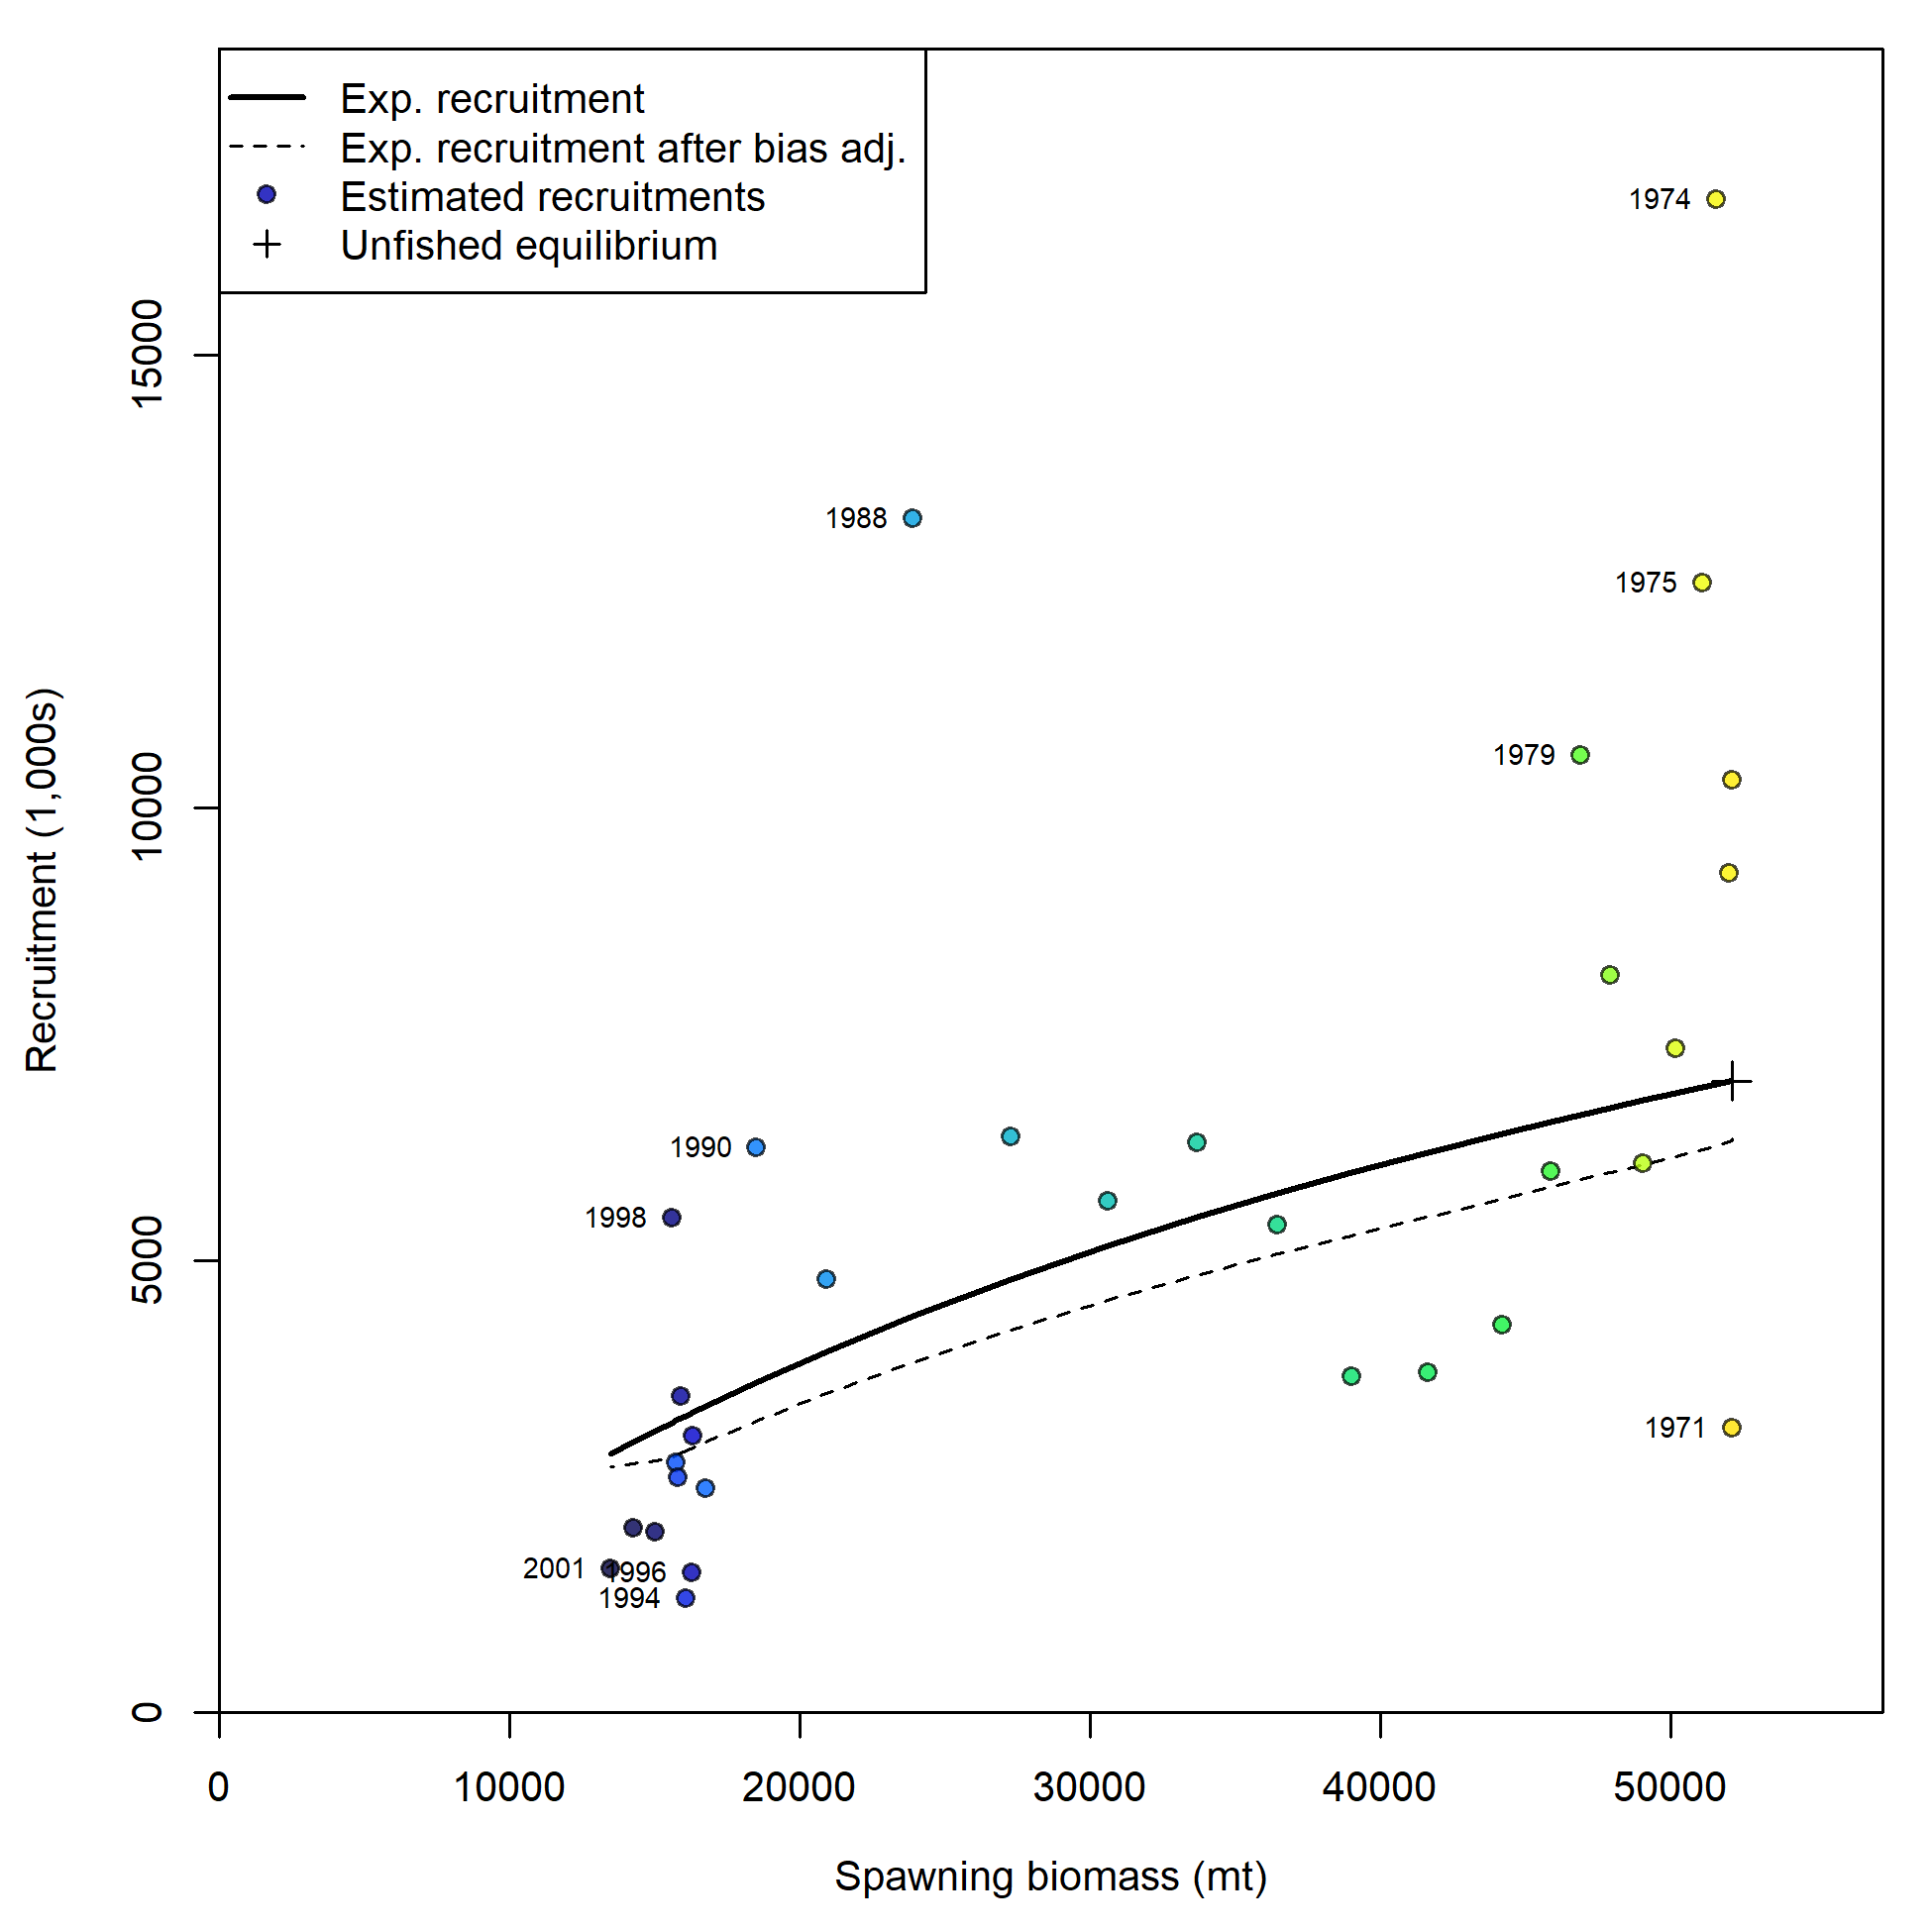 Exp. recruitment
Exp. recruitment after bias adj.
Estimated recruitments
Unfished equilibrium
1974
1988
1975
1979
1990
1998
1971
2001
1996
1994
15000
10000
5000
0
Recruitment (1,000s)
0 10000 20000 30000 40000 50000
Spawning biomass (mt)